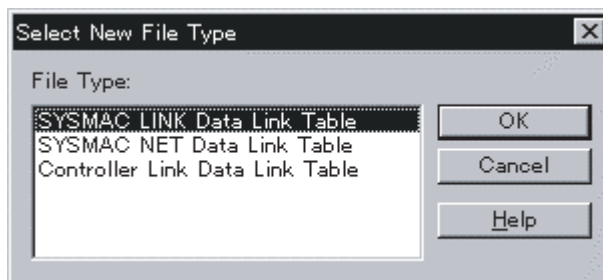 Select New File Type
File Type:
SYSMAC LINK Data Link Table
SYSMAC NET Data Link Table
Controller Link Data Link Table
OK
Cancel
Help